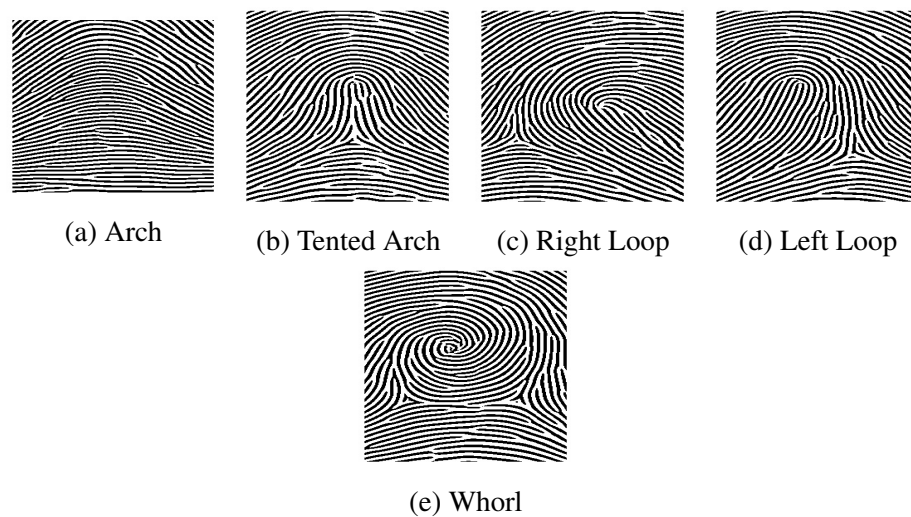 (a) Arch
(b) Tented Arch
(c) Right Loop
(d) Left Loop
(e) Whorl